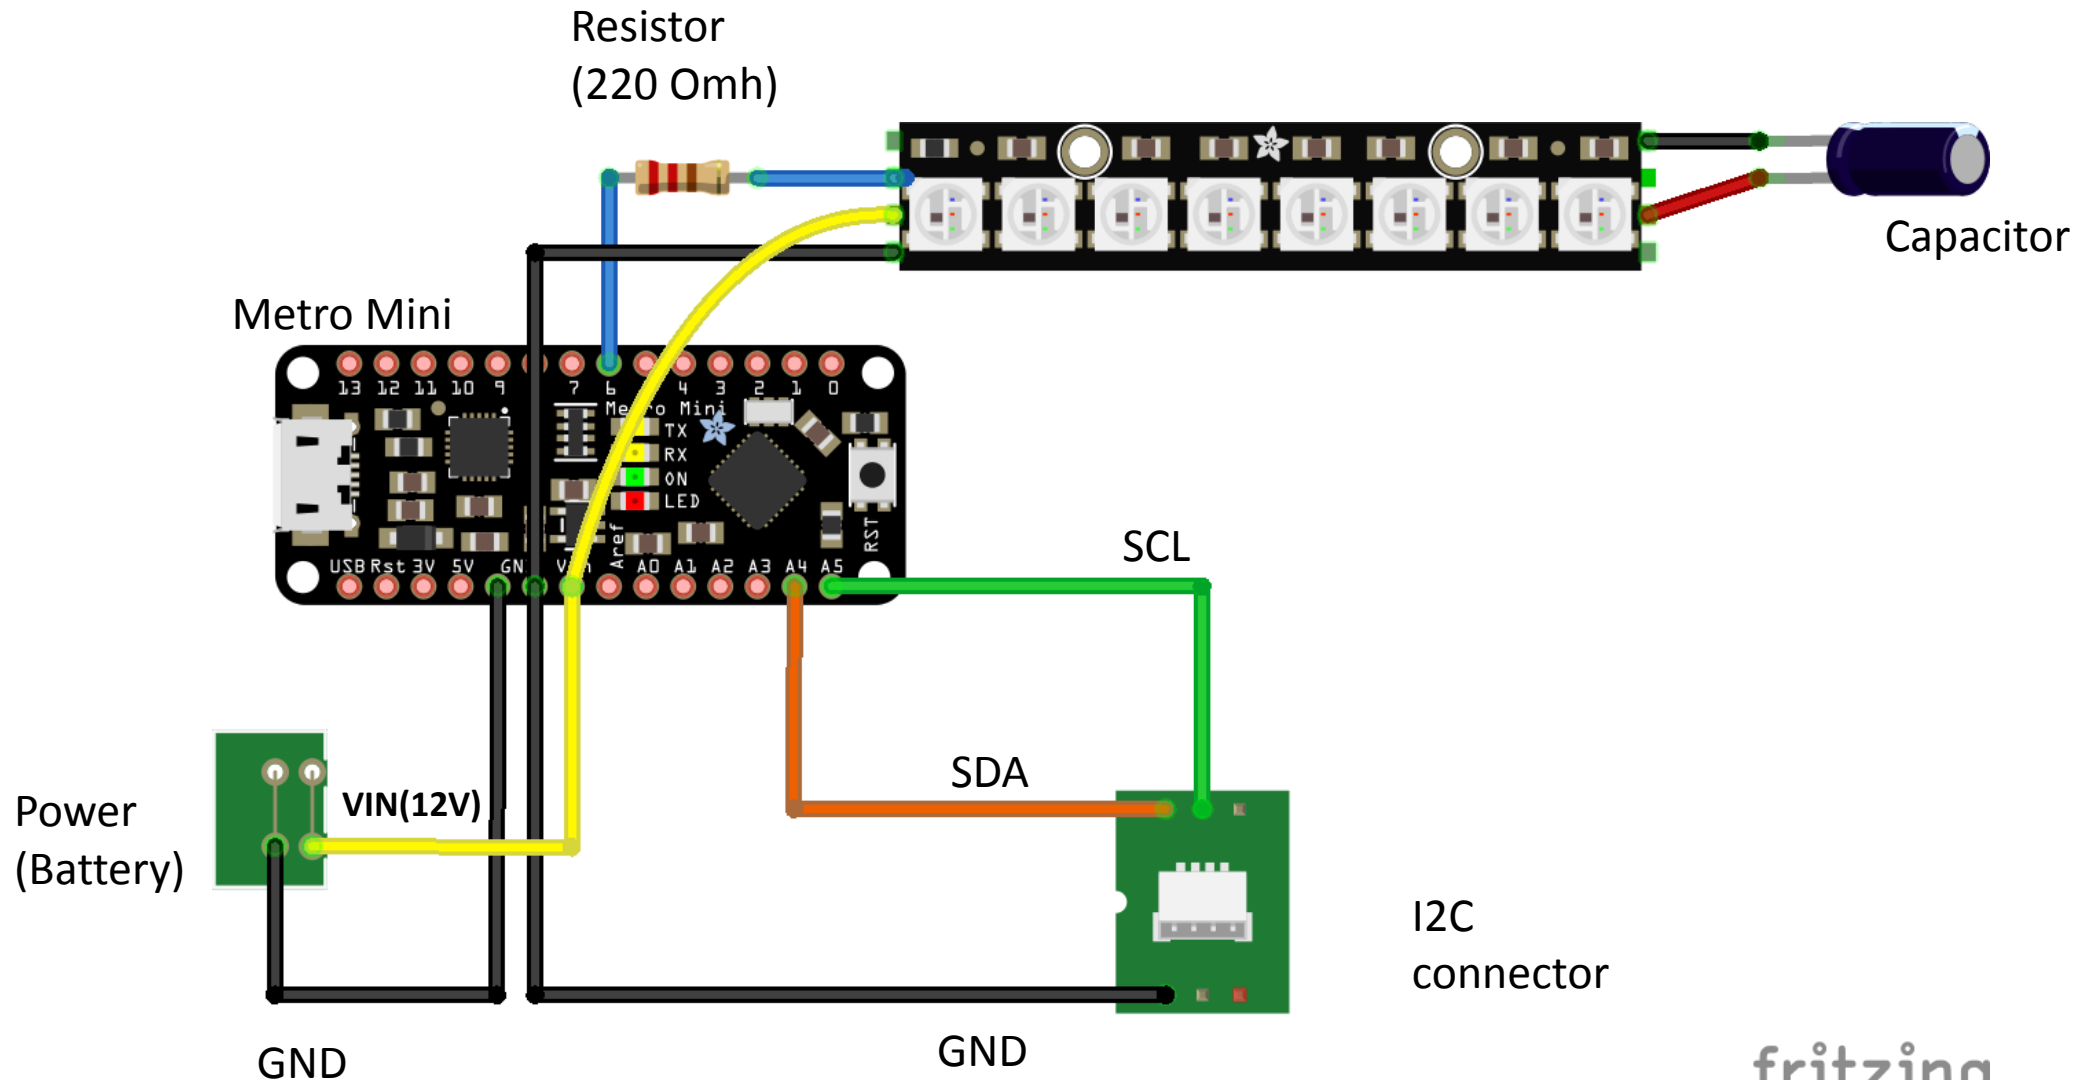 Resistor
(220 Omh)
Capacitor
Metro Mini
13 12 11 10 9 7 6 4 3 2 1 0
Metro Mini
TX
RX
ON
LED
RST
Aref
USB Rst 3V 5V GN A0 A1 A2 A3 A4 A5
SCL
SDA
VIN(12V)
Power
(Battery)
I2C
connector
GND
GND
fritzing